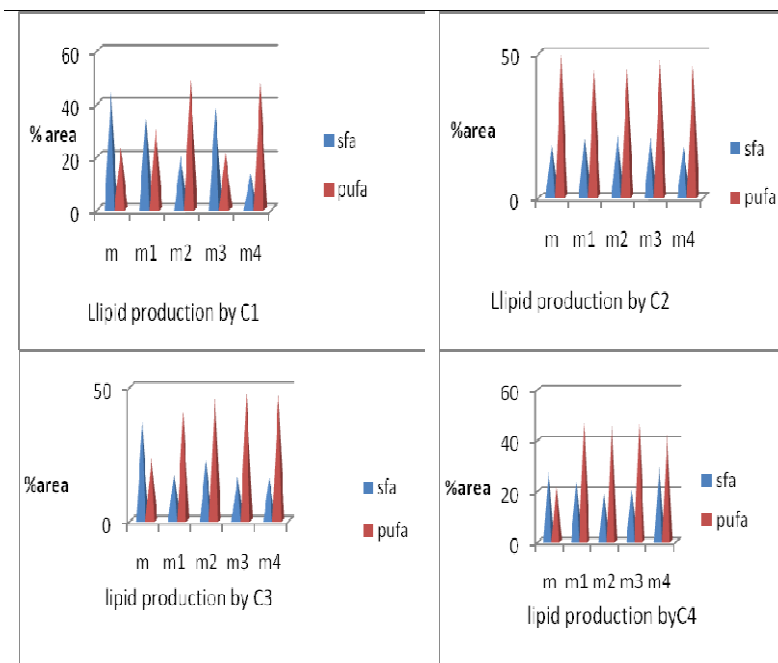 60
40
% area
20
0
sfa
pufa
m m1 m2 m3 m4
Llipid production by C1
50
%area
0
sfa
pufa
m m1 m2 m3 m4
Llipid production by C2
50
%area
0
sfa
pufa
m m1 m2 m3 m4
lipid production by C3
60
40
%area
20
0
sfa
pufa
m m1 m2 m3 m4
lipid production byC4